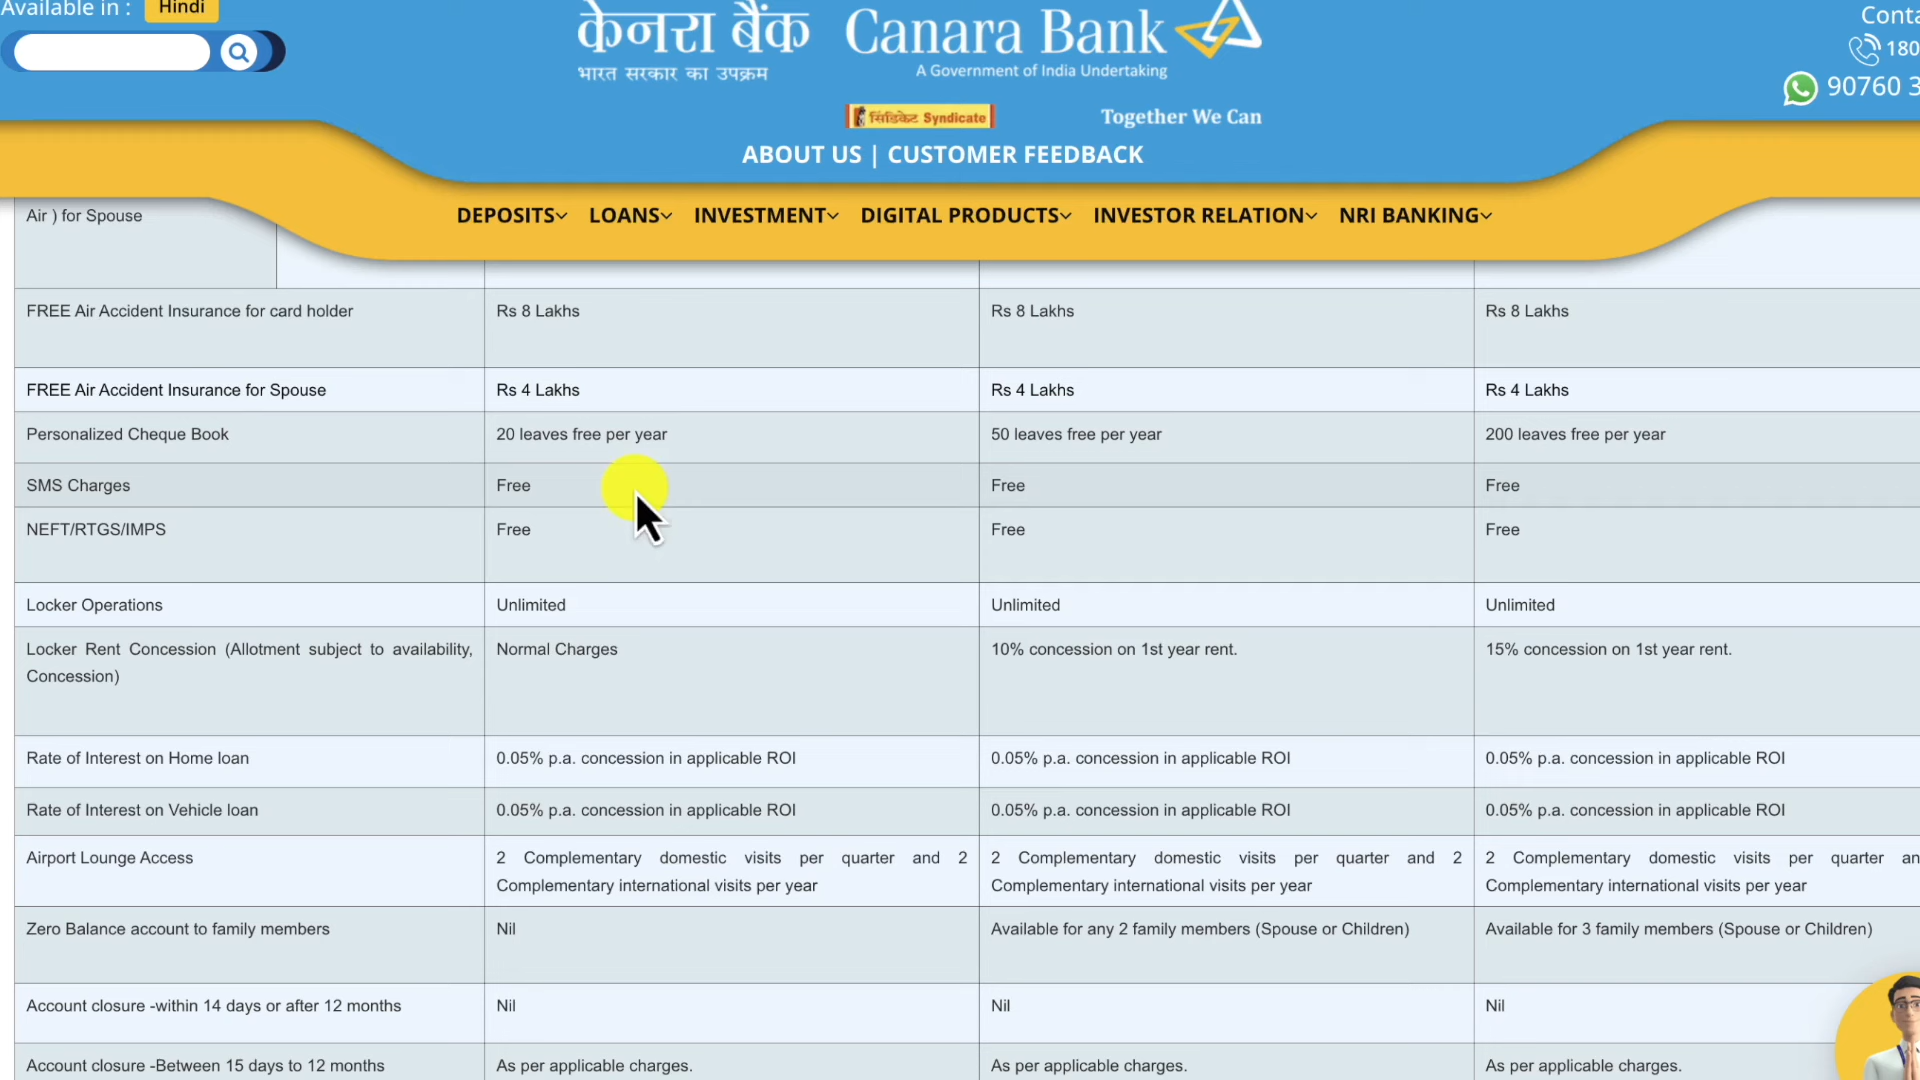 Available in :
Hindi
केनरा बैंक Canara Bank
भारत सरकार का उपक्रम
A Government of India Undertaking
सिंडिकेट Syndicate
Together We Can
180
90760 3
ABOUT US | CUSTOMER FEEDBACK
DEPOSITS LOANS INVESTMENT DIGITAL PRODUCTS INVESTOR RELATION NRI BANKING
Air ) for Spouse
FREE Air Accident Insurance for card holder Rs 8 Lakhs Rs 8 Lakhs Rs 8 Lakhs
FREE Air Accident Insurance for Spouse Rs 4 Lakhs Rs 4 Lakhs Rs 4 Lakhs
Personalized Cheque Book 20 leaves free per year 50 leaves free per year 200 leaves free per year
SMS Charges Free Free Free
NEFT/RTGS/IMPS Free Free Free
Locker Operations Unlimited Unlimited Unlimited
Locker Rent Concession (Allotment subject to availability, Normal Charges 10% concession on 1st year rent. 15% concession on 1st year rent.
Concession)
Rate of Interest on Home loan 0.05% p.a. concession in applicable ROI 0.05% p.a. concession in applicable ROI 0.05% p.a. concession in applicable ROI
Rate of Interest on Vehicle loan 0.05% p.a. concession in applicable ROI 0.05% p.a. concession in applicable ROI 0.05% p.a. concession in applicable ROI
Airport Lounge Access 2 Complementary domestic visits per quarter and 2 2 Complementary domestic visits per quarter and 2 2 Complementary domestic visits per quarter
Complementary international visits per year Complementary international visits per year Complementary international visits per year
Zero Balance account to family members Nil Available for any 2 family members (Spouse or Children) Available for 3 family members (Spouse or Children)
Account closure -within 14 days or after 12 months Nil Nil Nil
Account closure -Between 15 days to 12 months As per applicable charges. As per applicable charges. As per applicable charges.